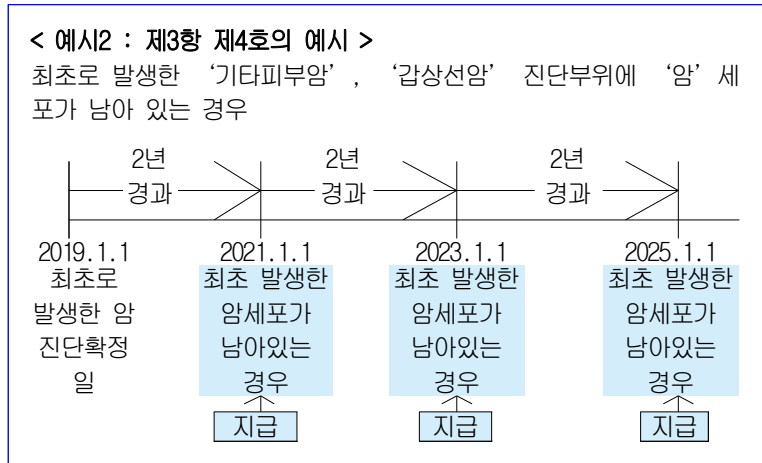 < 예시2 : 제3항 제4호의 예시 >
최초로 발생한 ‘기타피부암’, ‘갑상선암’ 진단부위에 ‘암’세
포가 남아 있는 경우
2년 2년 2년
경과 경과 경과
2019.1.1 2021.1.1 2023.1.1 2025.1.1
최초로 최초 발생한 최초 발생한 최초 발생한
발생한 암 암세포가 암세포가 암세포가
진단확정 남아있는 남아있는 남아있는
일 경우 경우 경우
지급 지급 지급